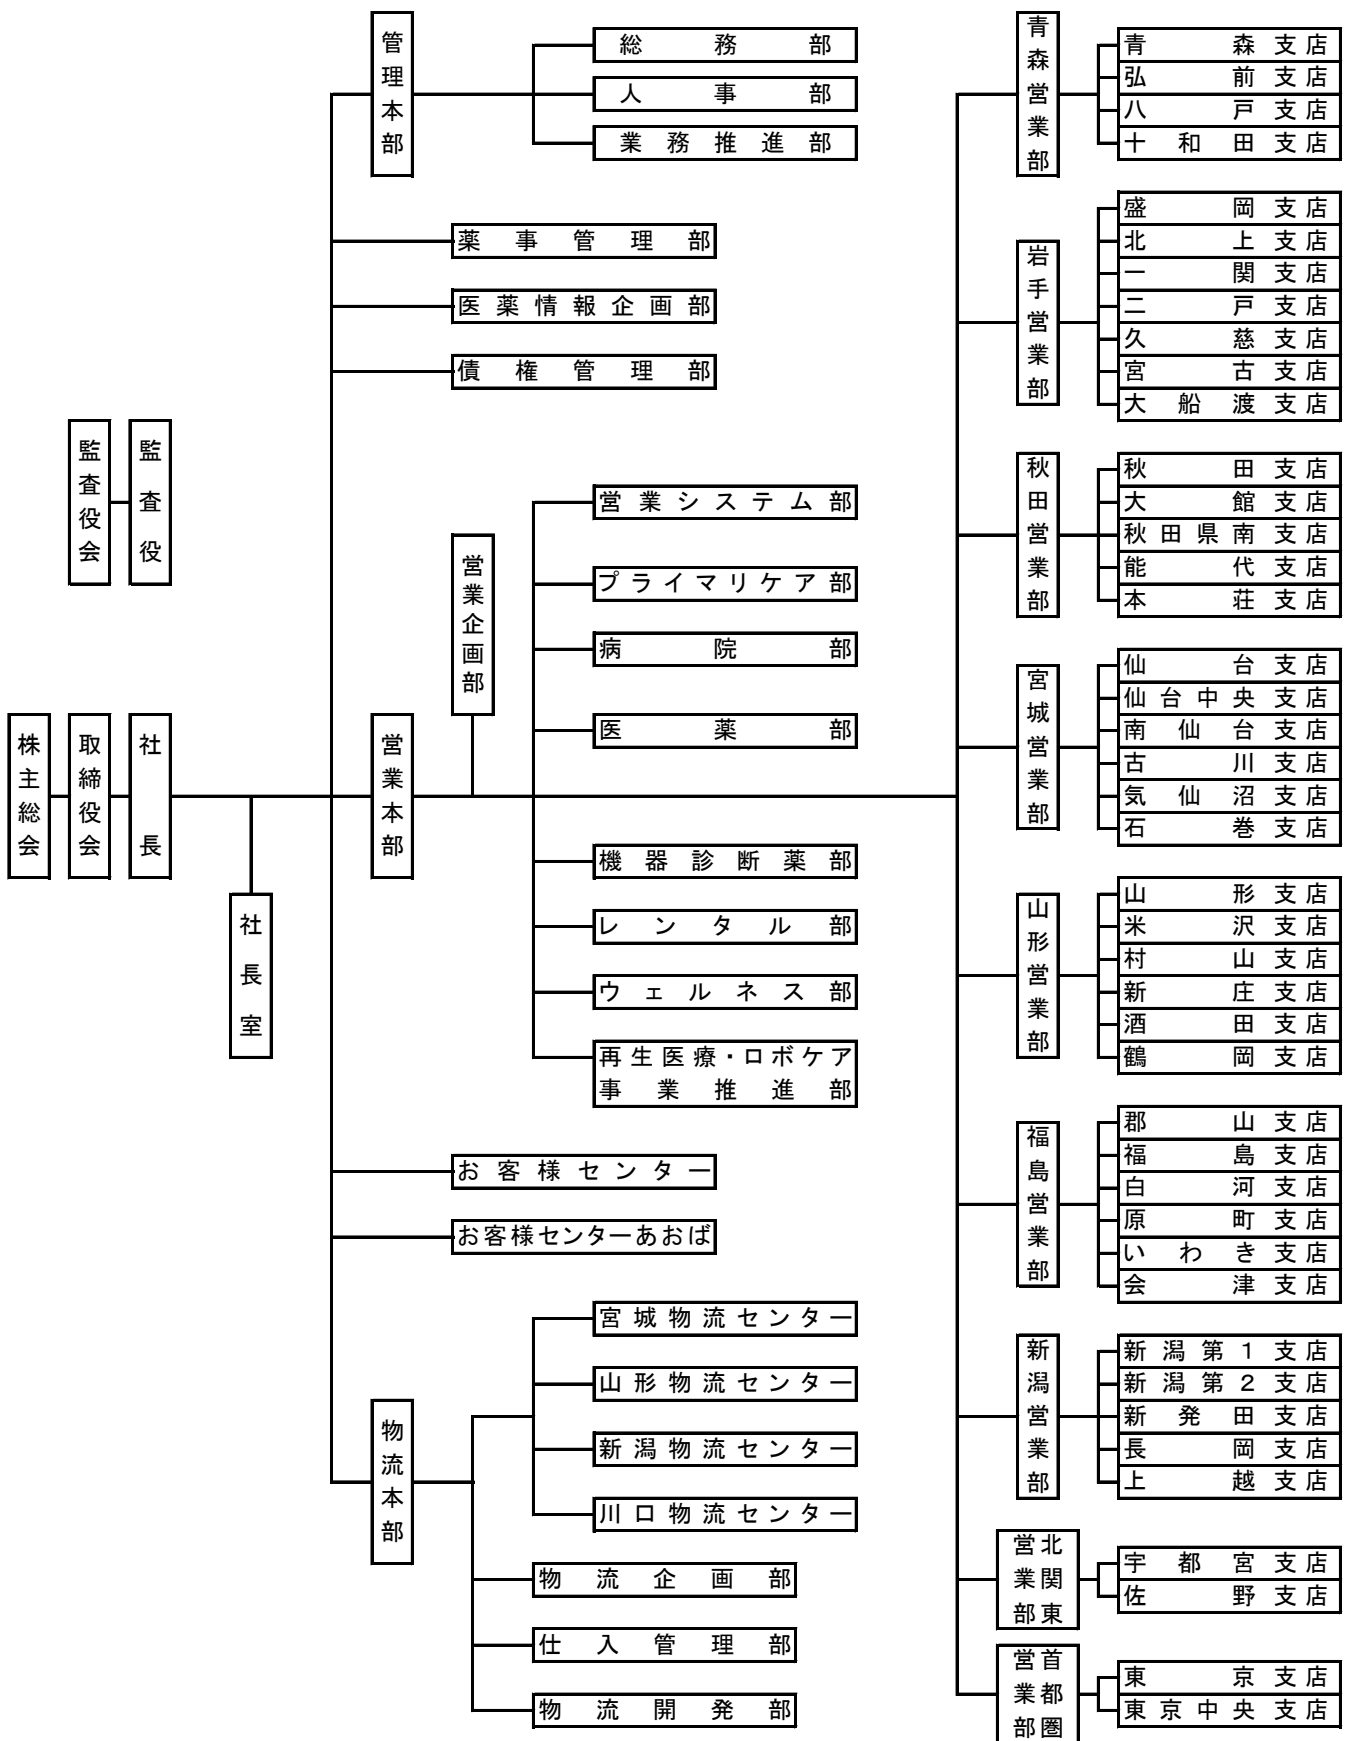 株主総会
取締役会
社長
監査役会
監査役
社長室
管理本部
総務部
人事部
業務推進部
薬事管理部
医薬情報企画部
債権管理部
営業本部
営業企画部
営業システム部
プライマリケア部
病院部
医薬部
機器診断薬部
レンタル部
ウェルネス部
再生医療・ロボケア
事業推進部
お客様センター
お客様センターあおば
物流本部
宮城物流センター
山形物流センター
新潟物流センター
川口物流センター
物流企画部
仕入管理部
物流開発部
青森営業部
青森支店
弘前支店
八戸支店
十和田支店
岩手営業部
盛岡支店
北上支店
一関支店
二戸支店
久慈支店
宮古支店
大船渡支店
秋田営業部
秋田支店
大館支店
秋田県南支店
能代支店
本荘支店
宮城営業部
仙台支店
仙台中央支店
南仙台支店
古川支店
気仙沼支店
石巻支店
山形営業部
山形支店
米沢支店
村山支店
新庄支店
酒田支店
鶴岡支店
福島営業部
郡山支店
福島支店
白河支店
原町支店
いわき支店
会津支店
新潟営業部
新潟第1支店
新潟第2支店
新発田支店
長岡支店
上越支店
北関東
営業部
宇都宮支店
佐野支店
首都圏
営業部
東京支店
東京中央支店